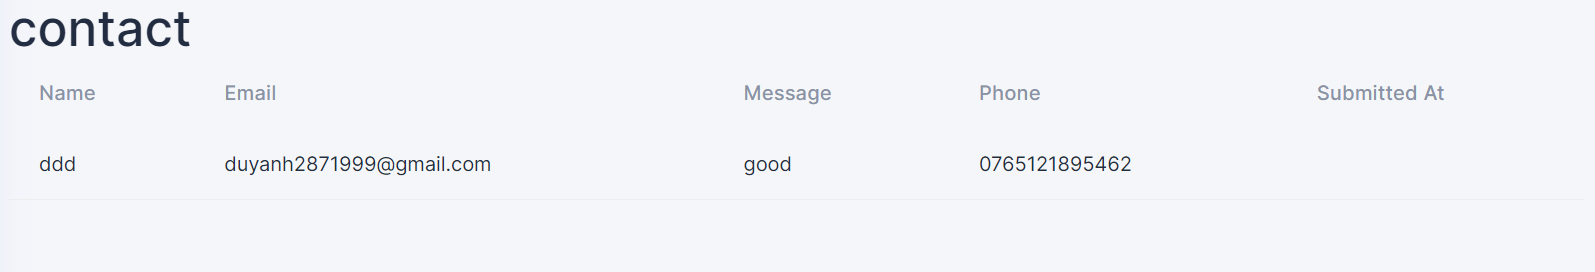 contact
Name Email Message Phone Submitted At
ddd duyanh2871999@gmail.com good 0765121895462